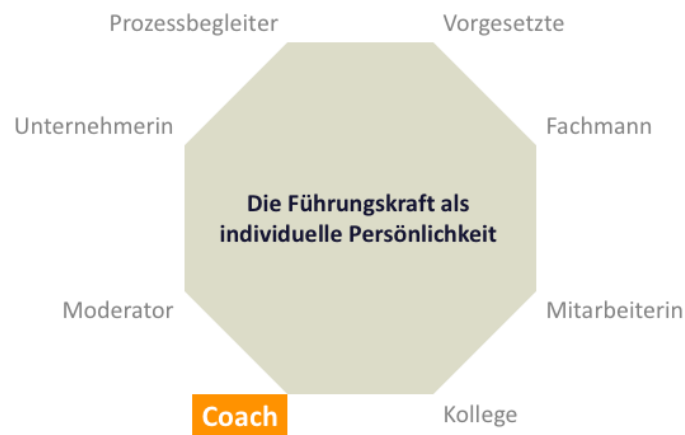 Prozessbegleiter
Vorgesetzte
Unternehmerin
Fachmann
Die Führungskraft als
individuelle Persönlichkeit
Moderator
Mitarbeiterin
Coach
Kollege